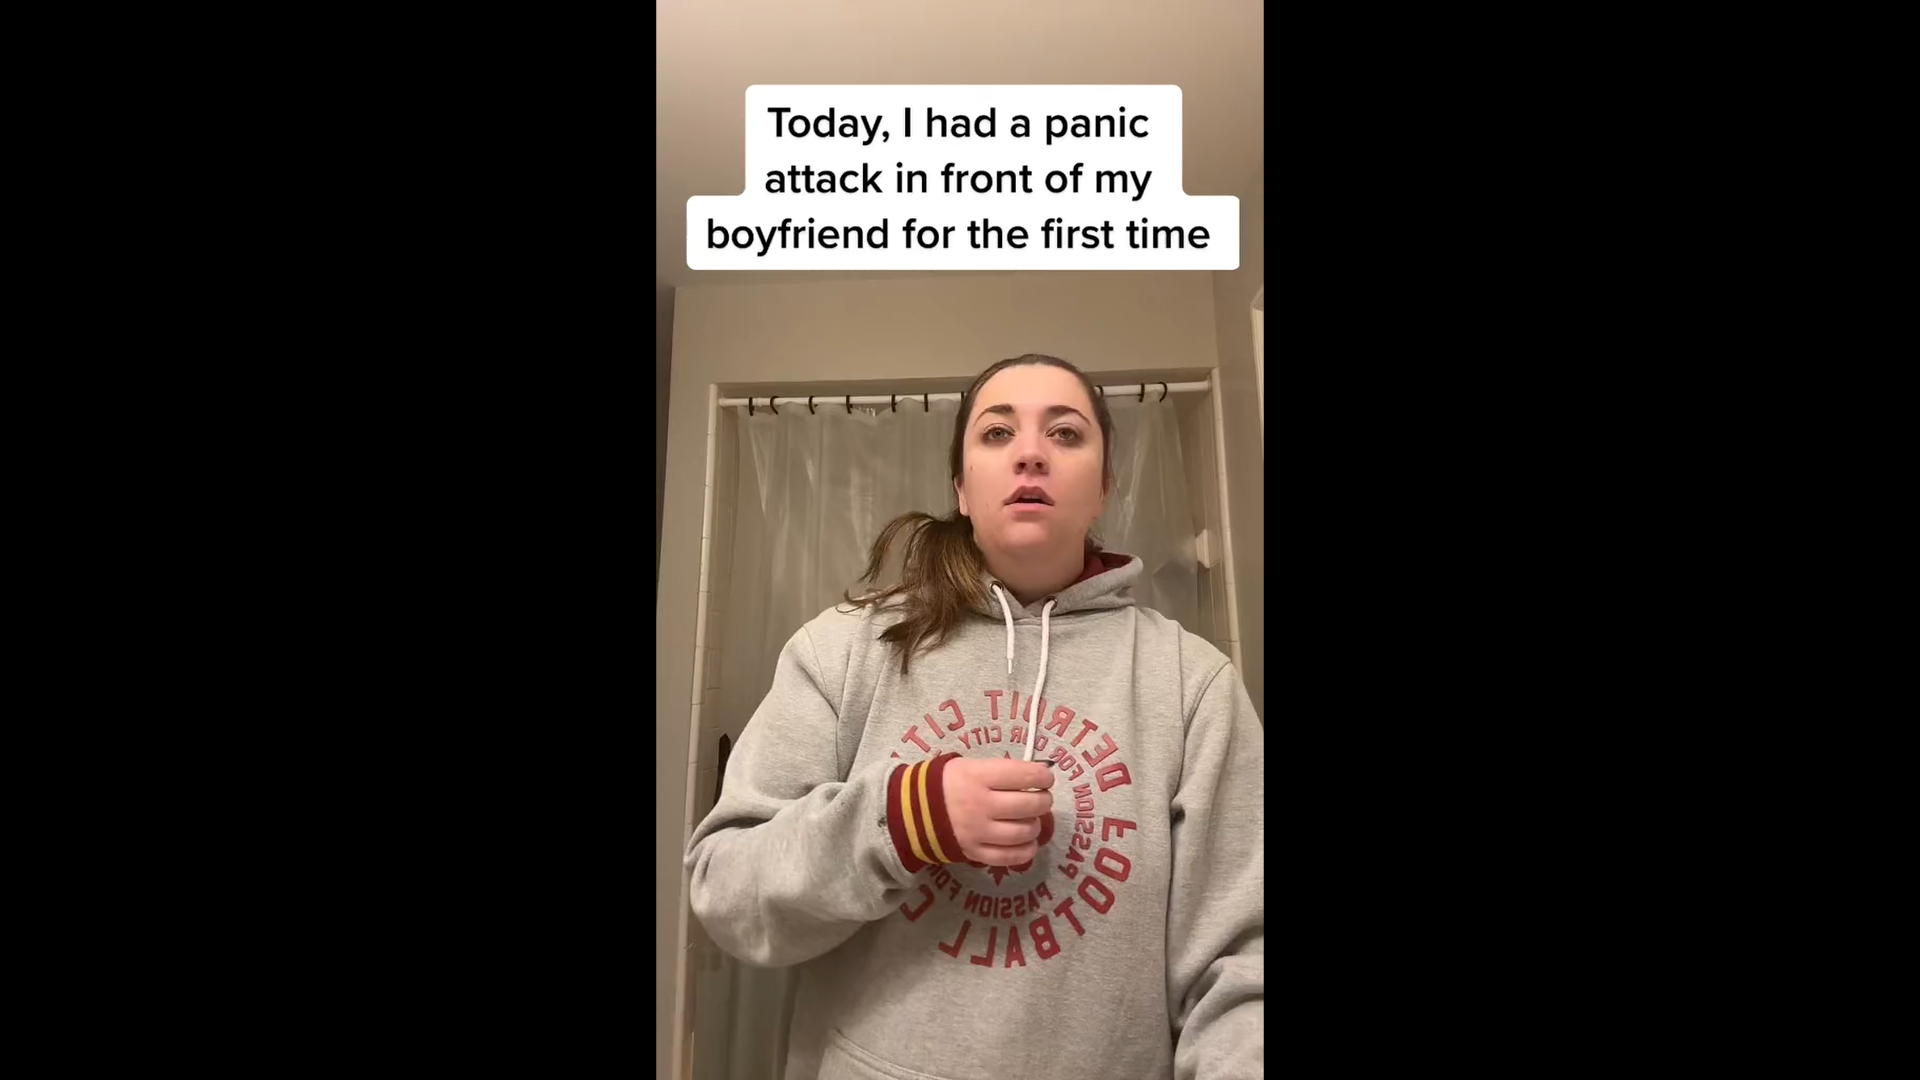 Today, I had a panic
attack in front of my
boyfriend for the first time
DETROIT CITY
FOOTBALL C
FOR OUR CITY
PASSION FOR
PASSION FOR